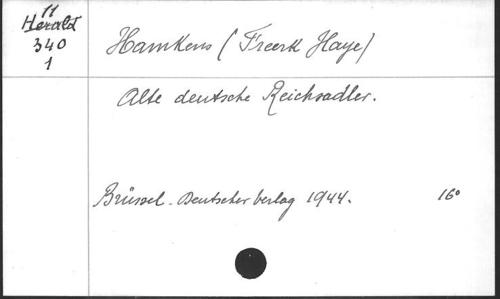 11
Herald
340
1
Hamkens (Freerk Haye)
Alte deutsche Reichsadler.
Brüssel - Deutscher Verlag 1944. 16°